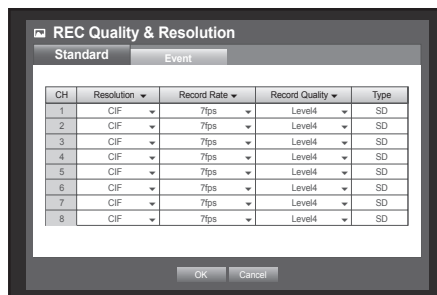 REC Quality & Resolution
Standard Event
CH Resolution Record Rate Record Quality Type
1 CIF 7fps Level4 SD
2 CIF 7fps Level4 SD
3 CIF 7fps Level4 SD
4 CIF 7fps Level4 SD
5 CIF 7fps Level4 SD
6 CIF 7fps Level4 SD
7 CIF 7fps Level4 SD
8 CIF 7fps Level4 SD
OK Cancel